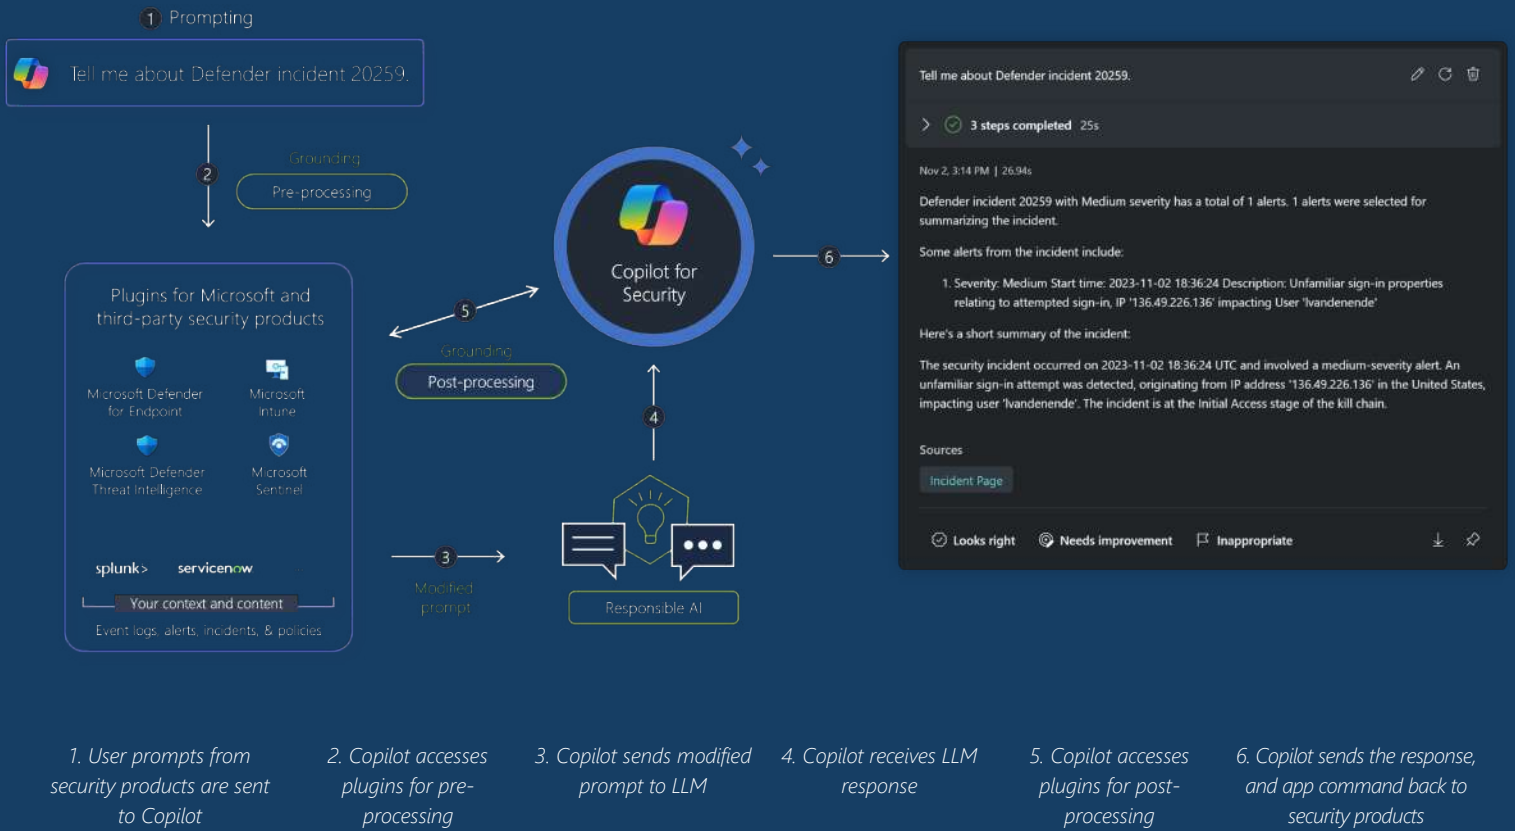 1 Prompting
Tell me about Defender incident 20259.
2
Grounding
Pre-processing
Plugins for Microsoft and
third-party security products
Microsoft Defender
for Endpoint
Microsoft
Intune
Microsoft Defender
Threat Intelligence
Microsoft
Sentinel
splunk>
servicenow
Your context and content
Event logs, alerts, incidents, & policies
3
Modified
prompt
Responsible AI
4
5
Grounding
Post-processing
Copilot for
Security
6
Tell me about Defender incident 20259.
3 steps completed 25s
Nov 2, 3:14 PM | 26.94s
Defender incident 20259 with Medium severity has a total of 1 alerts. 1 alerts were selected for
summarizing the incident.
Some alerts from the incident include:
1. Severity: Medium Start time: 2023-11-02 18:36:24 Description: Unfamiliar sign-in properties
relating to attempted sign-in, IP '136.49.226.136' impacting User 'lvandenende'
Here's a short summary of the incident:
The security incident occurred on 2023-11-02 18:36:24 UTC and involved a medium-severity alert. An
unfamiliar sign-in attempt was detected, originating from IP address '136.49.226.136' in the United States,
impacting user 'lvandenende'. The incident is at the Initial Access stage of the kill chain.
Sources
Incident Page
Looks right
Needs improvement
Inappropriate
1. User prompts from
security products are sent
to Copilot
2. Copilot accesses
plugins for pre-
processing
3. Copilot sends modified
prompt to LLM
4. Copilot receives LLM
response
5. Copilot accesses
plugins for post-
processing
6. Copilot sends the response,
and app command back to
security products